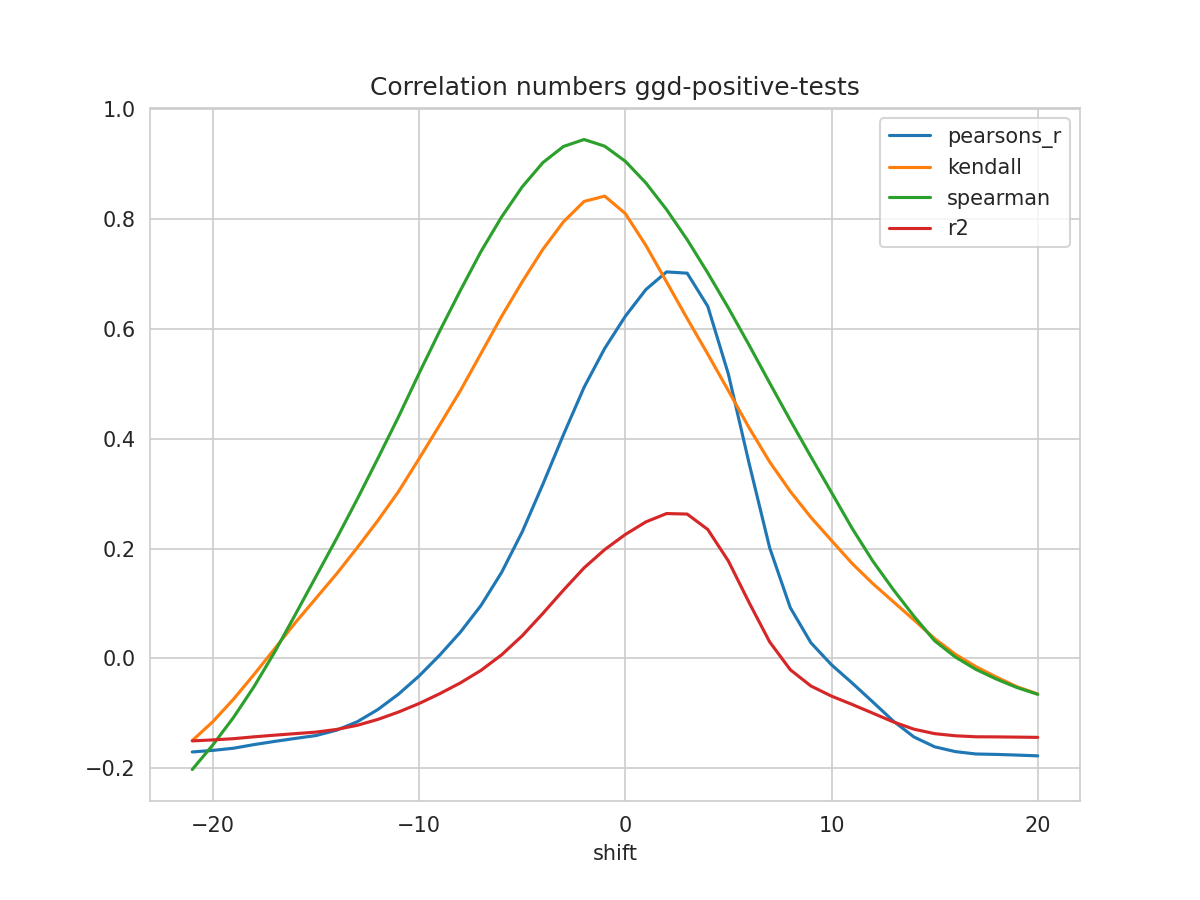 Correlation numbers ggd-positive-tests
1.0
0.8
0.6
0.4
0.2
0.0
−0.2
pearsons_r
kendall
spearman
r2
−20 −10 0 10 20
shift